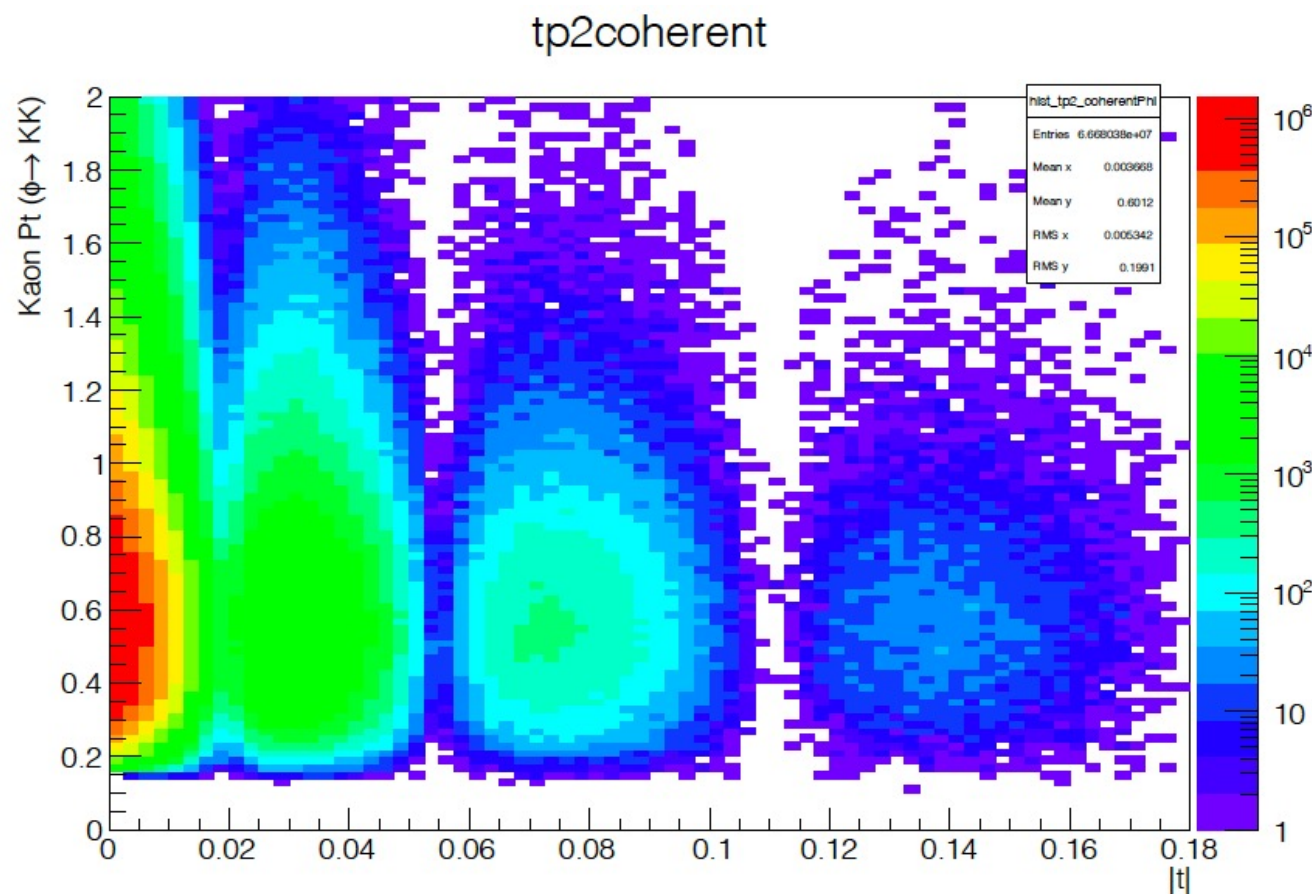 tp2coherent
Kaon Pt (ϕ→ KK)
2
1.8
1.6
1.4
1.2
1
0.8
0.6
0.4
0.2
0
hist_tp2_coherentPhi
Entries 6.668038e+07
Mean x 0.003668
Mean y 0.6012
RMS x 0.005342
RMS y 0.1991
10⁶
10⁵
10⁴
10³
10²
10
1
0 0.02 0.04 0.06 0.08 0.1 0.12 0.14 0.16 0.18
|t|